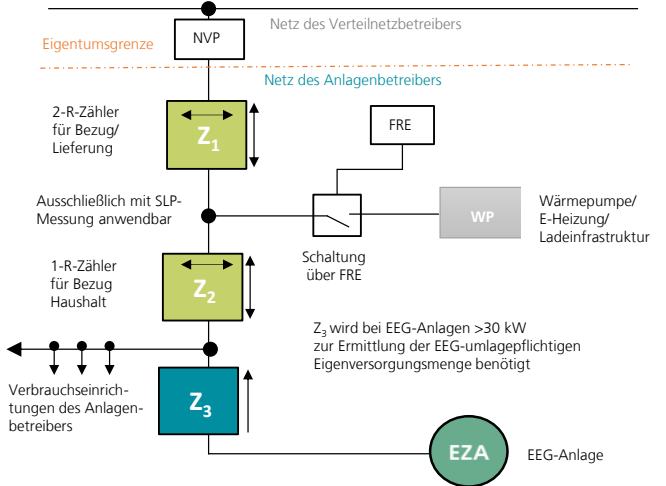 Netz des Verteilnetzbetreibers
NVP
Eigentumsgrenze
Netz des Anlagenbetreibers
2-R-Zähler
für Bezug/
Lieferung
Z1
FRE
Ausschließlich mit SLP-
Messung anwendbar
WP
Wärmepumpe/
E-Heizung/
Ladeinfrastruktur
Schaltung
über FRE
1-R-Zähler
für Bezug
Haushalt
Z2
Z3 wird bei EEG-Anlagen >30 kW
zur Ermittlung der EEG-umlagepflichtigen
Eigenversorgungsmenge benötigt
Verbrauchseinrich-
tungen des Anlagen-
betreibers
Z3
EZA
EEG-Anlage